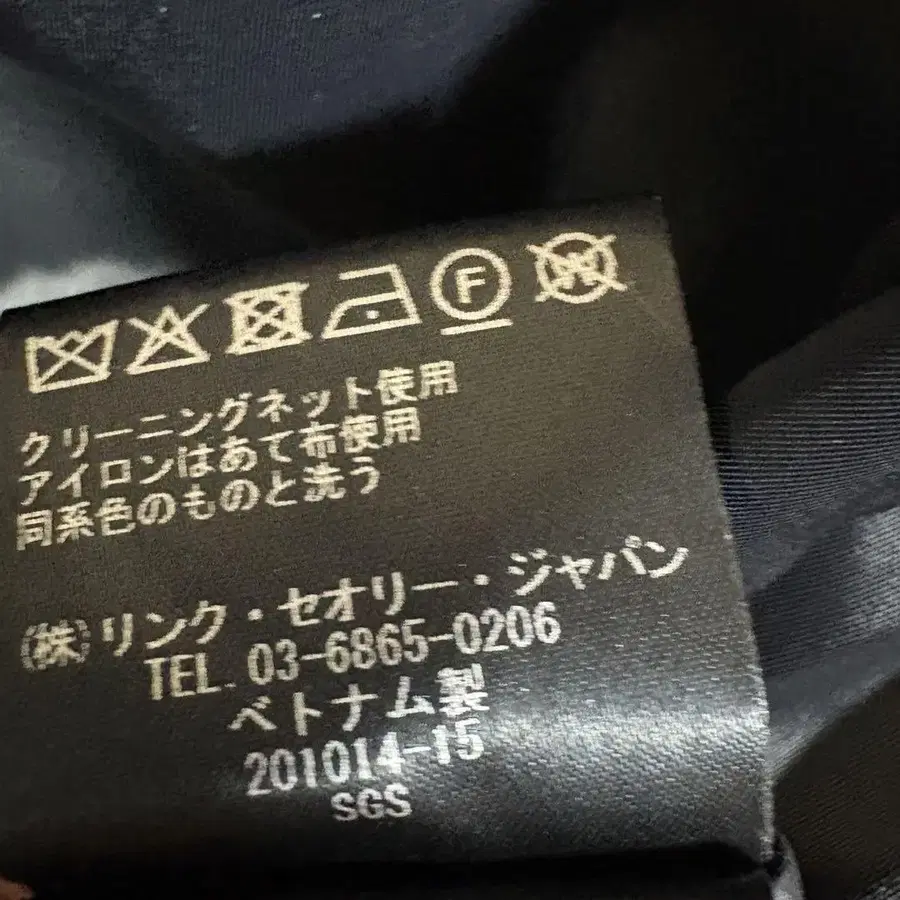 F W
クリーニングネット使用
アイロンはあて布使用
同系色のものと洗う
(株)リンク・セオリー・ジャパン
TEL. 03-6865-0206
ベトナム製
201014-15
SGS